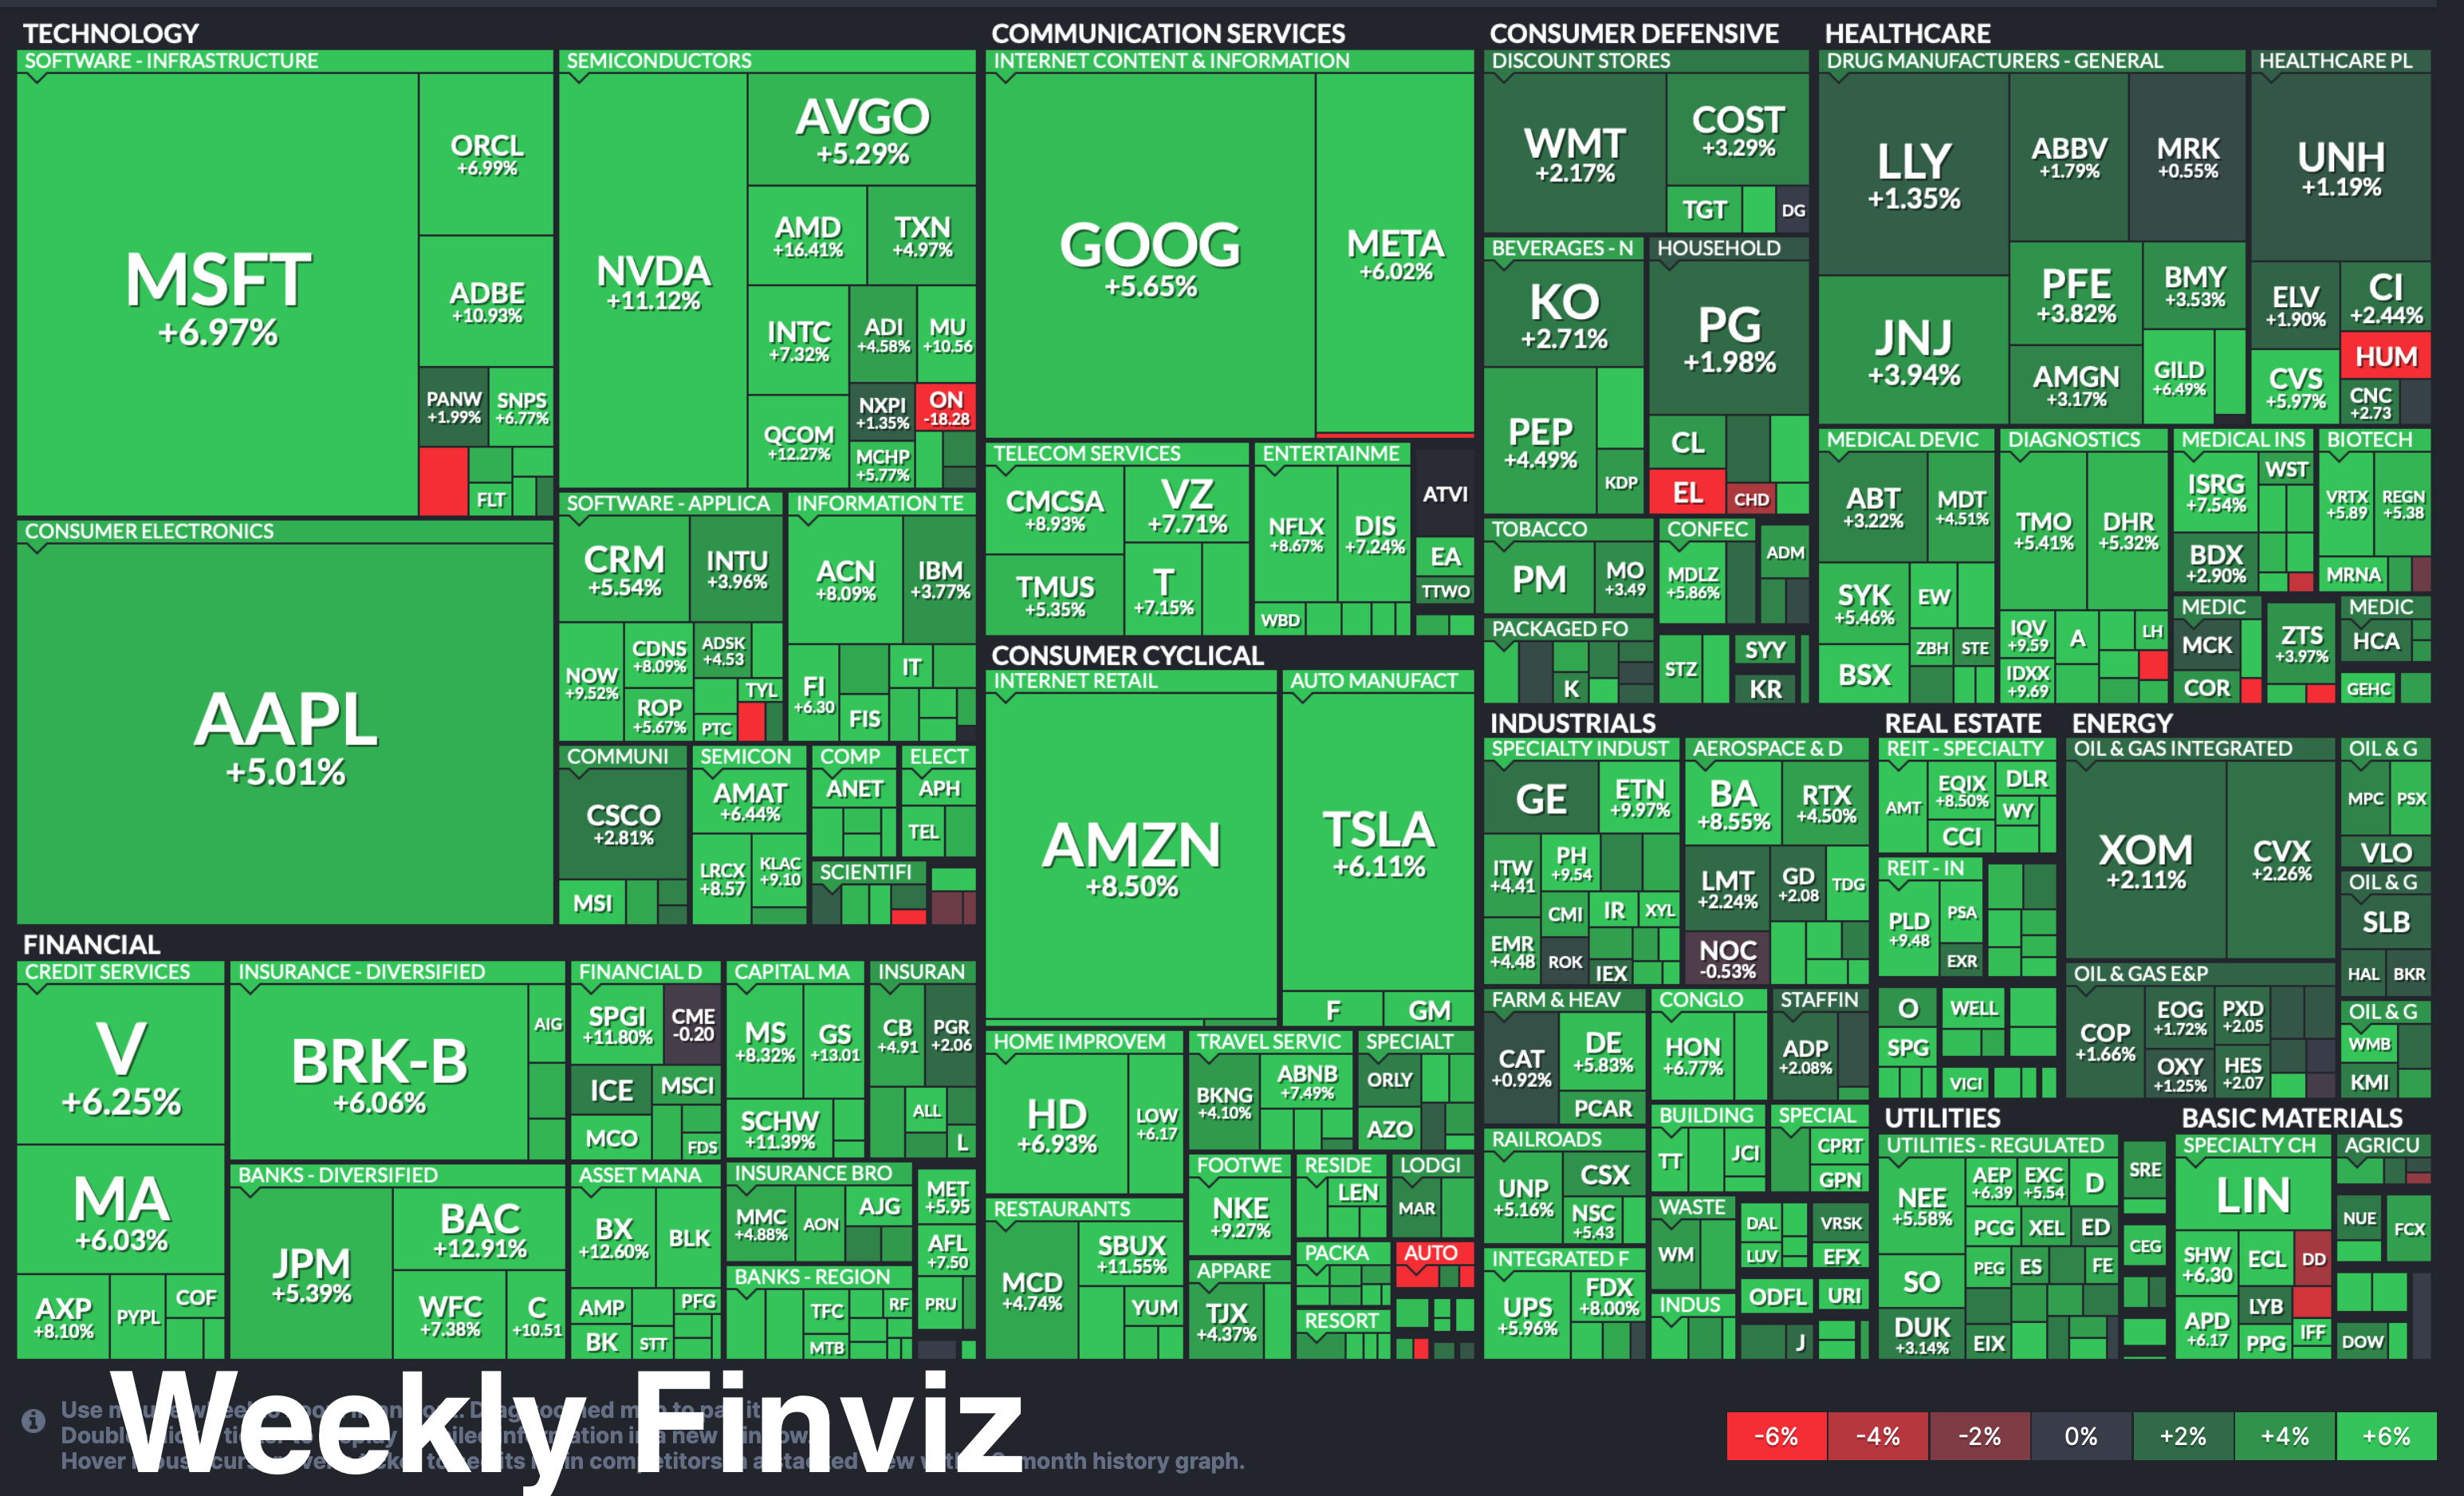 TECHNOLOGY
SOFTWARE - INFRASTRUCTURE
MSFT
+6.97%
ORCL
+6.99%
ADBE
+10.93%
PANW
+1.99%
SNPS
+6.77%
FLT
SEMICONDUCTORS
NVDA
+11.12%
AVGO
+5.29%
AMD
+16.41%
TXN
+4.97%
INTC
+7.32%
ADI
+4.58%
MU
+10.56
QCOM
+12.27%
NXPI
+1.35%
ON
-18.28
MCHP
+5.77%
CONSUMER ELECTRONICS
AAPL
+5.01%
SOFTWARE - APPLICA
CRM
+5.54%
INTU
+3.96%
NOW
+9.52%
CDNS
+8.09%
ADSK
+4.53
ROP
+5.67%
TYL
PTC
INFORMATION TE
ACN
+8.09%
IBM
+3.77%
FI
+6.30
IT
FIS
COMMUNI
CSCO
+2.81%
MSI
SEMICON
AMAT
+6.44%
LRCX
+8.57
KLAC
+9.10
COMP
ANET
ELECT
APH
TEL
SCIENTIFI
FINANCIAL
CREDIT SERVICES
V
+6.25%
MA
+6.03%
AXP
+8.10%
PYPL
COF
INSURANCE - DIVERSIFIED
BRK-B
+6.06%
AIG
BANKS - DIVERSIFIED
JPM
+5.39%
BAC
+12.91%
WFC
+7.38%
C
+10.51
FINANCIAL D
SPGI
+11.80%
CME
-0.20
ICE
MSCI
MCO
FDS
ASSET MANA
BX
+12.60%
BLK
AMP
PFG
BK
STT
CAPITAL MA
MS
+8.32%
GS
+13.01
SCHW
+11.39%
INSURAN
CB
+4.91
PGR
+2.06
ALL
L
INSURANCE BRO
MMC
+4.88%
AON
AJG
BANKS - REGION
TFC
RF
MTB
MET
+5.95
AFL
+7.50
PRU
COMMUNICATION SERVICES
INTERNET CONTENT & INFORMATION
GOOG
+5.65%
META
+6.02%
TELECOM SERVICES
CMCSA
+8.93%
VZ
+7.71%
TMUS
+5.35%
T
+7.15%
ENTERTAINME
NFLX
+8.67%
DIS
+7.24%
WBD
ATVI
EA
TTWO
CONSUMER CYCLICAL
INTERNET RETAIL
AMZN
+8.50%
AUTO MANUFACT
TSLA
+6.11%
F
GM
HOME IMPROVEM
HD
+6.93%
LOW
+6.17
RESTAURANTS
MCD
+4.74%
SBUX
+11.55%
YUM
TRAVEL SERVIC
BKNG
+4.10%
ABNB
+7.49%
SPECIALT
ORLY
AZO
FOOTWE
NKE
+9.27%
APPARE
TJX
+4.37%
RESIDE
LEN
LODGI
MAR
PACKA
AUTO
RESORT
CONSUMER DEFENSIVE
DISCOUNT STORES
WMT
+2.17%
COST
+3.29%
TGT
DG
BEVERAGES - N
KO
+2.71%
PEP
+4.49%
KDP
HOUSEHOLD
PG
+1.98%
CL
EL
CHD
TOBACCO
PM
MO
+3.49
CONFEC
MDLZ
+5.86%
ADM
PACKAGED FO
K
STZ
SYY
KR
HEALTHCARE
DRUG MANUFACTURERS - GENERAL
LLY
+1.35%
ABBV
+1.79%
MRK
+0.55%
JNJ
+3.94%
PFE
+3.82%
BMY
+3.53%
AMGN
+3.17%
GILD
+6.49%
HEALTHCARE PL
UNH
+1.19%
ELV
+1.90%
CI
+2.44%
HUM
CVS
+5.97%
CNC
+2.73
MEDICAL DEVIC
ABT
+3.22%
MDT
+4.51%
SYK
+5.46%
EW
ZBH
STE
BSX
DIAGNOSTICS
TMO
+5.41%
DHR
+5.32%
IQV
+9.59
A
LH
IDXX
+9.69
MEDICAL INS
ISRG
+7.54%
WST
BDX
+2.90%
BIOTECH
VRTX
+5.89
REGN
+5.38
MRNA
MEDIC
MCK
COR
ZTS
+3.97%
MEDIC
HCA
GEHC
INDUSTRIALS
SPECIALTY INDUST
GE
ETN
+9.97%
ITW
+4.41
PH
+9.54
CMI
IR
XYL
EMR
+4.48
ROK
IEX
AEROSPACE & D
BA
+8.55%
RTX
+4.50%
LMT
+2.24%
GD
+2.08
TDG
NOC
-0.53%
FARM & HEAV
CAT
+0.92%
DE
+5.83%
PCAR
CONGLO
HON
+6.77%
STAFFIN
ADP
+2.08%
RAILROADS
UNP
+5.16%
CSX
NSC
+5.43
BUILDING
TT
JCI
SPECIAL
CPRT
GPN
INTEGRATED F
UPS
+5.96%
FDX
+8.00%
WASTE
WM
INDUS
DAL
LUV
VRSK
EFX
ODFL
URI
J
REAL ESTATE
REIT - SPECIALTY
AMT
EQIX
+8.50%
DLR
WY
CCI
REIT - IN
PLD
+9.48
PSA
EXR
O
WELL
SPG
VICI
ENERGY
OIL & GAS INTEGRATED
XOM
+2.11%
CVX
+2.26%
OIL & G
MPC
PSX
VLO
OIL & G
SLB
HAL
BKR
OIL & GAS E&P
COP
+1.66%
EOG
+1.72%
PXD
+2.05
OXY
+1.25%
HES
+2.07
OIL & G
WMB
KMI
UTILITIES
UTILITIES - REGULATED
NEE
+5.58%
AEP
+6.39
EXC
+5.54
D
PCG
XEL
ED
SO
PEG
ES
FE
DUK
+3.14%
EIX
SRE
CEG
BASIC MATERIALS
SPECIALTY CH
LIN
SHW
+6.30
ECL
DD
LYB
APD
+6.17
PPG
IFF
AGRICU
NUE
FCX
DOW
Weekly Finviz
Hover
competitors
month history graph.
-6%
-4%
-2%
0%
+2%
+4%
+6%